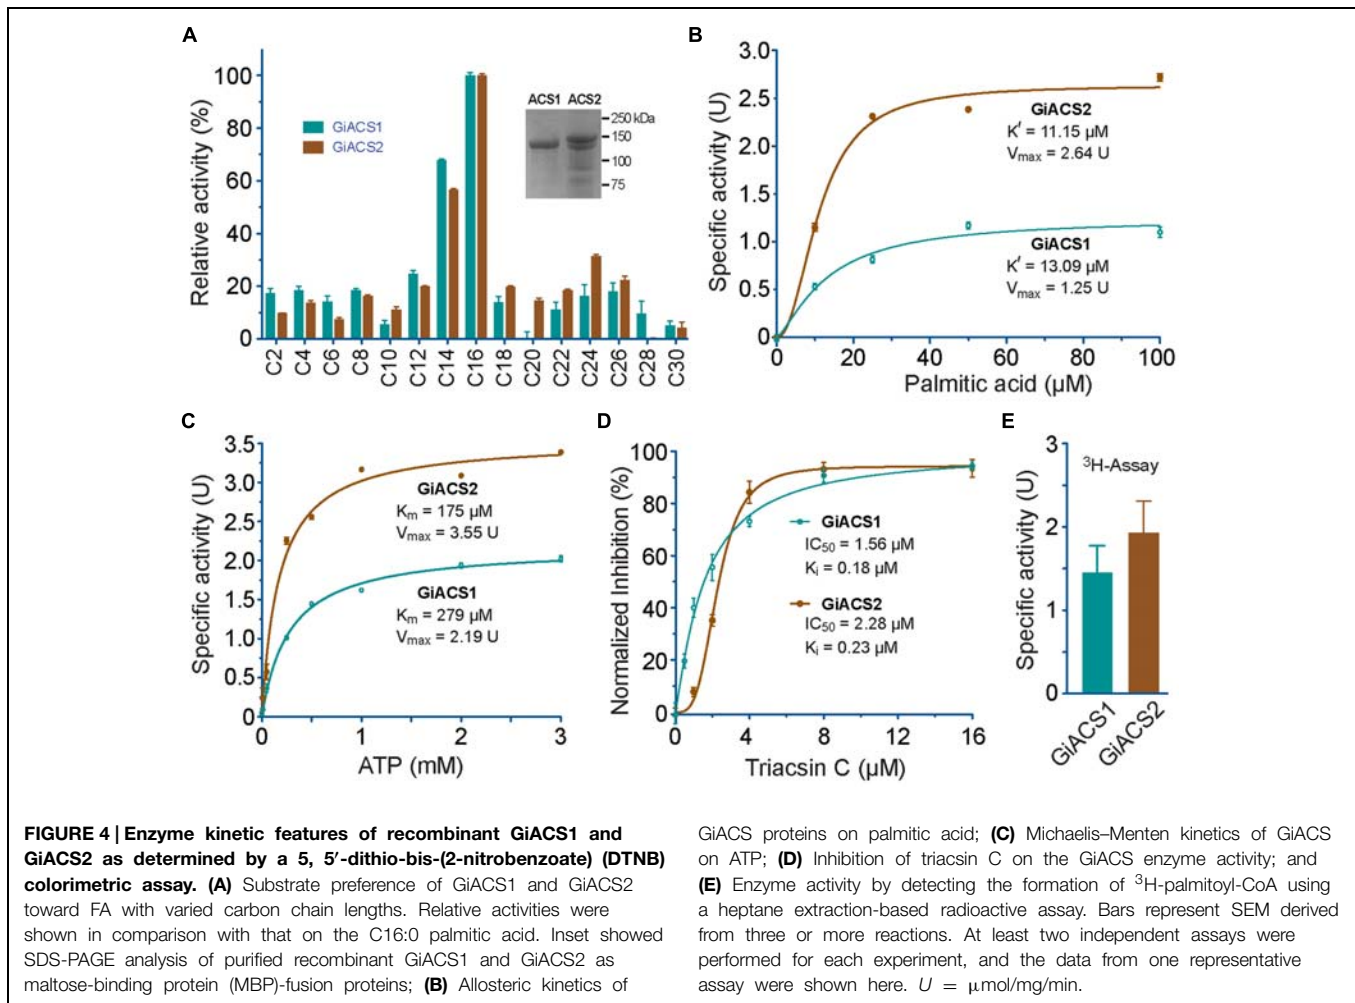 A
Relative activity (%)
100
80
60
40
20
0
GiACS1
GiACS2
ACS1 ACS2
250 kDa
150
100
75
C2 C4 C6 C8 C10 C12 C14 C16 C18 C20 C22 C24 C26 C28 C30
B
Specific activity (U)
3.0
2.5
2.0
1.5
1.0
0.5
0
GiACS2
K′ = 11.15 µM
Vmax = 2.64 U
GiACS1
K′ = 13.09 µM
Vmax = 1.25 U
0 20 40 60 80 100
Palmitic acid (µM)
C
Specific activity (U)
3.5
3.0
2.5
2.0
1.5
1.0
0.5
0
GiACS2
Km = 175 µM
Vmax = 3.55 U
GiACS1
Km = 279 µM
Vmax = 2.19 U
0 1 2 3
ATP (mM)
D
Normalized Inhibition (%)
100
80
60
40
20
0
GiACS1
IC50 = 1.56 µM
Ki = 0.18 µM
GiACS2
IC50 = 2.28 µM
Ki = 0.23 µM
0 4 8 12 16
Triacsin C (µM)
E
Specific activity (U)
3
2
1
0
³H-Assay
GiACS1
GiACS2
FIGURE 4 | Enzyme kinetic features of recombinant GiACS1 and
GiACS2 as determined by a 5, 5′-dithio-bis-(2-nitrobenzoate) (DTNB)
colorimetric assay. (A) Substrate preference of GiACS1 and GiACS2
toward FA with varied carbon chain lengths. Relative activities were
shown in comparison with that on the C16:0 palmitic acid. Inset showed
SDS-PAGE analysis of purified recombinant GiACS1 and GiACS2 as
maltose-binding protein (MBP)-fusion proteins; (B) Allosteric kinetics of
GiACS proteins on palmitic acid; (C) Michaelis–Menten kinetics of GiACS
on ATP; (D) Inhibition of triacsin C on the GiACS enzyme activity; and
(E) Enzyme activity by detecting the formation of ³H-palmitoyl-CoA using
a heptane extraction-based radioactive assay. Bars represent SEM derived
from three or more reactions. At least two independent assays were
performed for each experiment, and the data from one representative
assay were shown here. U = µmol/mg/min.